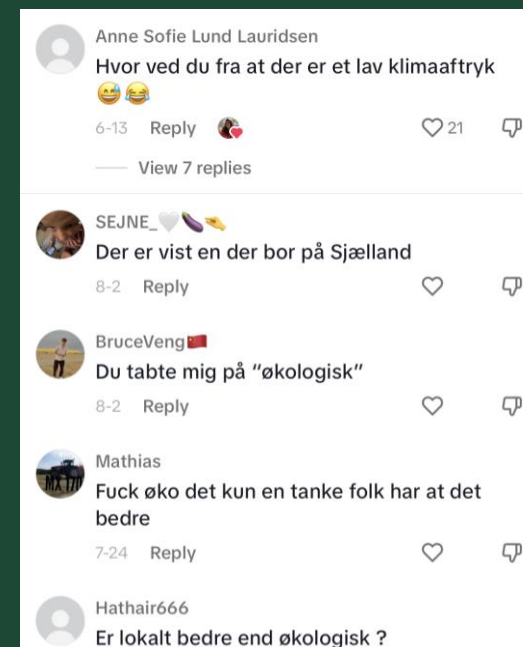 Anne Sofie Lund Lauridsen
Hvor ved du fra at der er et lav klimaaftryk
😅😂
6-13 Reply 21
View 7 replies
SEJNE_🤍🍆🫴
Der er vist en der bor på Sjælland
8-2 Reply
BruceVeng🇨🇳
Du tabte mig på “økologisk”
8-2 Reply
Mathias
Fuck øko det kun en tanke folk har at det
bedre
7-24 Reply
Hathair666
Er lokalt bedre end økologisk ?